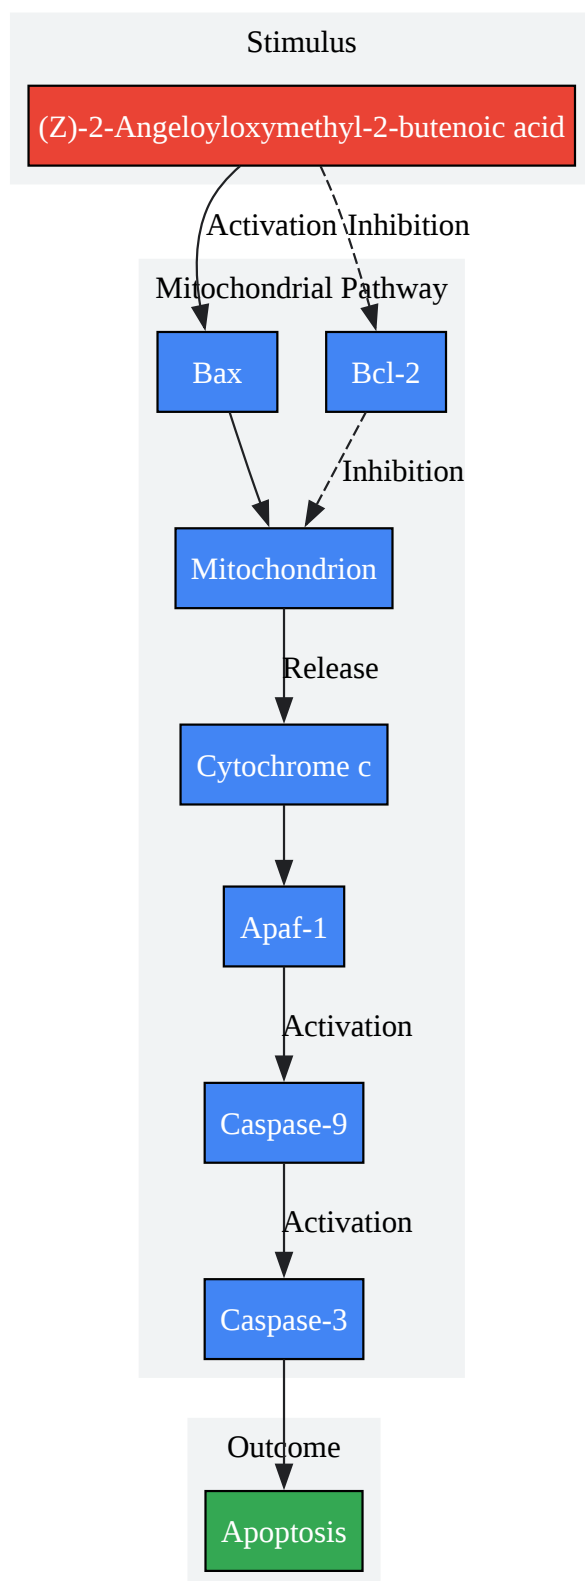 Stimulus
(Z)-2-Angeloyloxymethyl-2-butenoic acid
Activation
Inhibition
Mitochondrial Pathway
Bax
Bcl-2
Inhibition
Mitochondrion
Release
Cytochrome c
Apaf-1
Activation
Caspase-9
Activation
Caspase-3
Outcome
Apoptosis